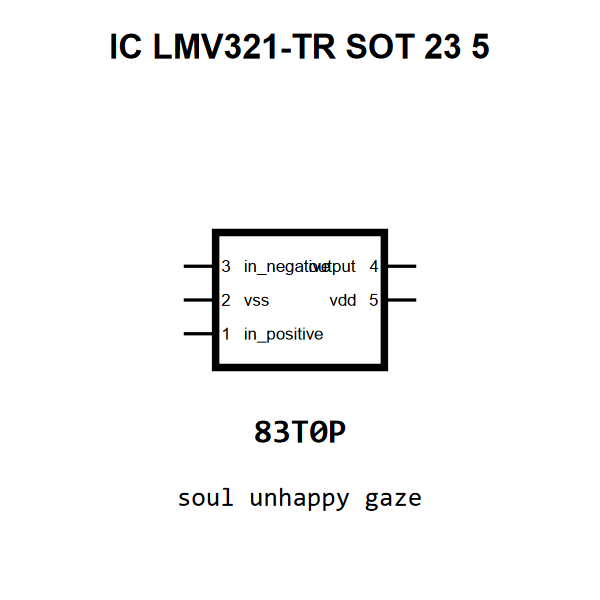 IC LMV321-TR SOT 23 5
3 in_negative output 4
2 vss vdd 5
1 in_positive
83T0P
soul unhappy gaze